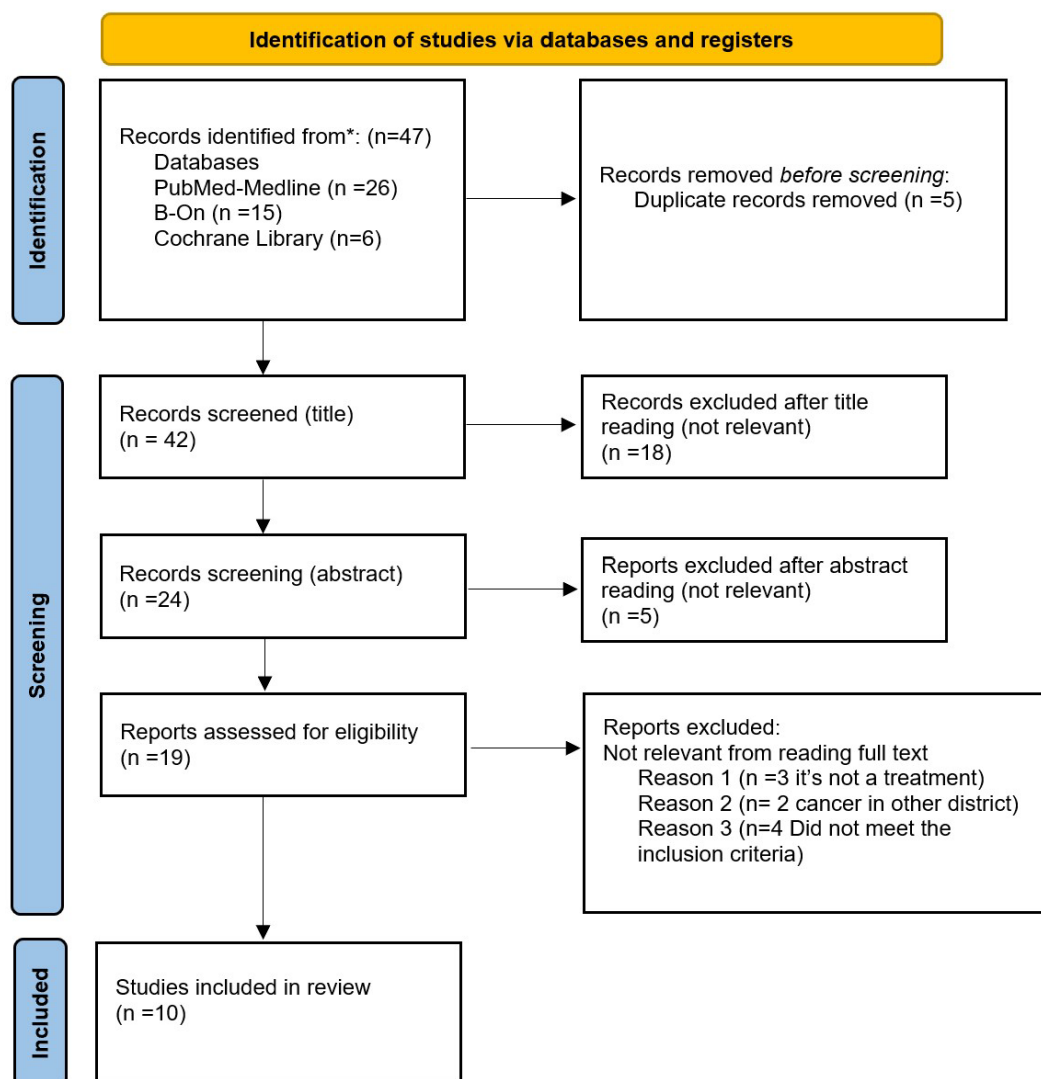 Identification of studies via databases and registers
Identification
Records identified from*: (n=47)
Databases
PubMed-Medline (n =26)
B-On (n =15)
Cochrane Library (n=6)
Records removed before screening:
Duplicate records removed (n =5)
Screening
Records screened (title)
(n = 42)
Records excluded after title
reading (not relevant)
(n =18)
Records screening (abstract)
(n =24)
Reports excluded after abstract
reading (not relevant)
(n =5)
Reports assessed for eligibility
(n =19)
Reports excluded:
Not relevant from reading full text
Reason 1 (n =3 it’s not a treatment)
Reason 2 (n= 2 cancer in other district)
Reason 3 (n=4 Did not meet the
inclusion criteria)
Included
Studies included in review
(n =10)